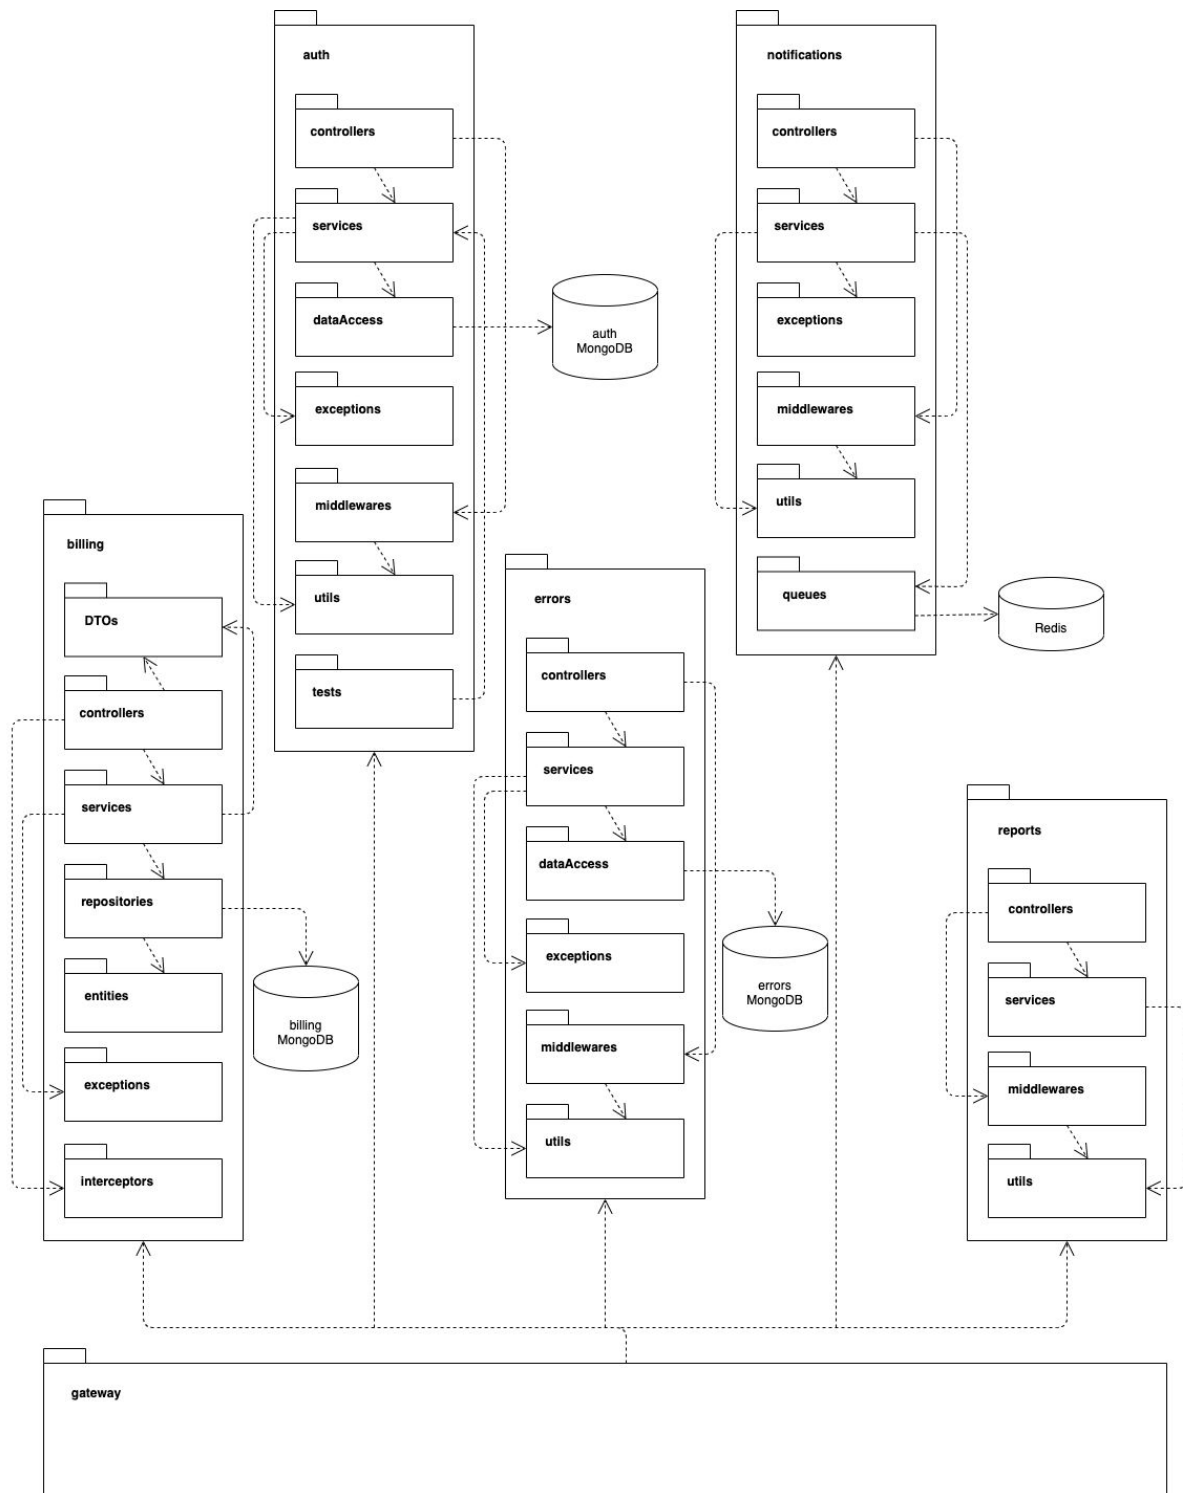 auth
controllers
services
dataAccess
exceptions
middlewares
utils
tests
auth
MongoDB
notifications
controllers
services
exceptions
middlewares
utils
queues
Redis
billing
DTOs
controllers
services
repositories
entities
exceptions
interceptors
billing
MongoDB
errors
controllers
services
dataAccess
exceptions
middlewares
utils
errors
MongoDB
reports
controllers
services
middlewares
utils
gateway